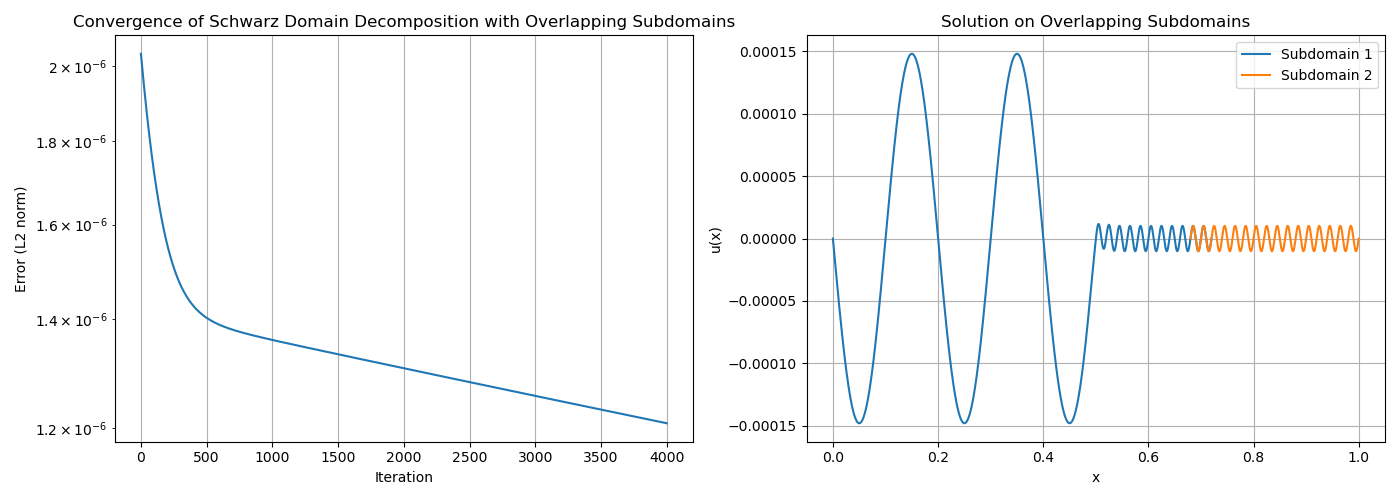 Convergence of Schwarz Domain Decomposition with Overlapping Subdomains
Error (L2 norm)
2 × 10⁻⁶
1.8 × 10⁻⁶
1.6 × 10⁻⁶
1.4 × 10⁻⁶
1.2 × 10⁻⁶
0 500 1000 1500 2000 2500 3000 3500 4000
Iteration
Solution on Overlapping Subdomains
Subdomain 1
Subdomain 2
u(x)
0.00015
0.00010
0.00005
0.00000
−0.00005
−0.00010
−0.00015
0.0 0.2 0.4 0.6 0.8 1.0
x